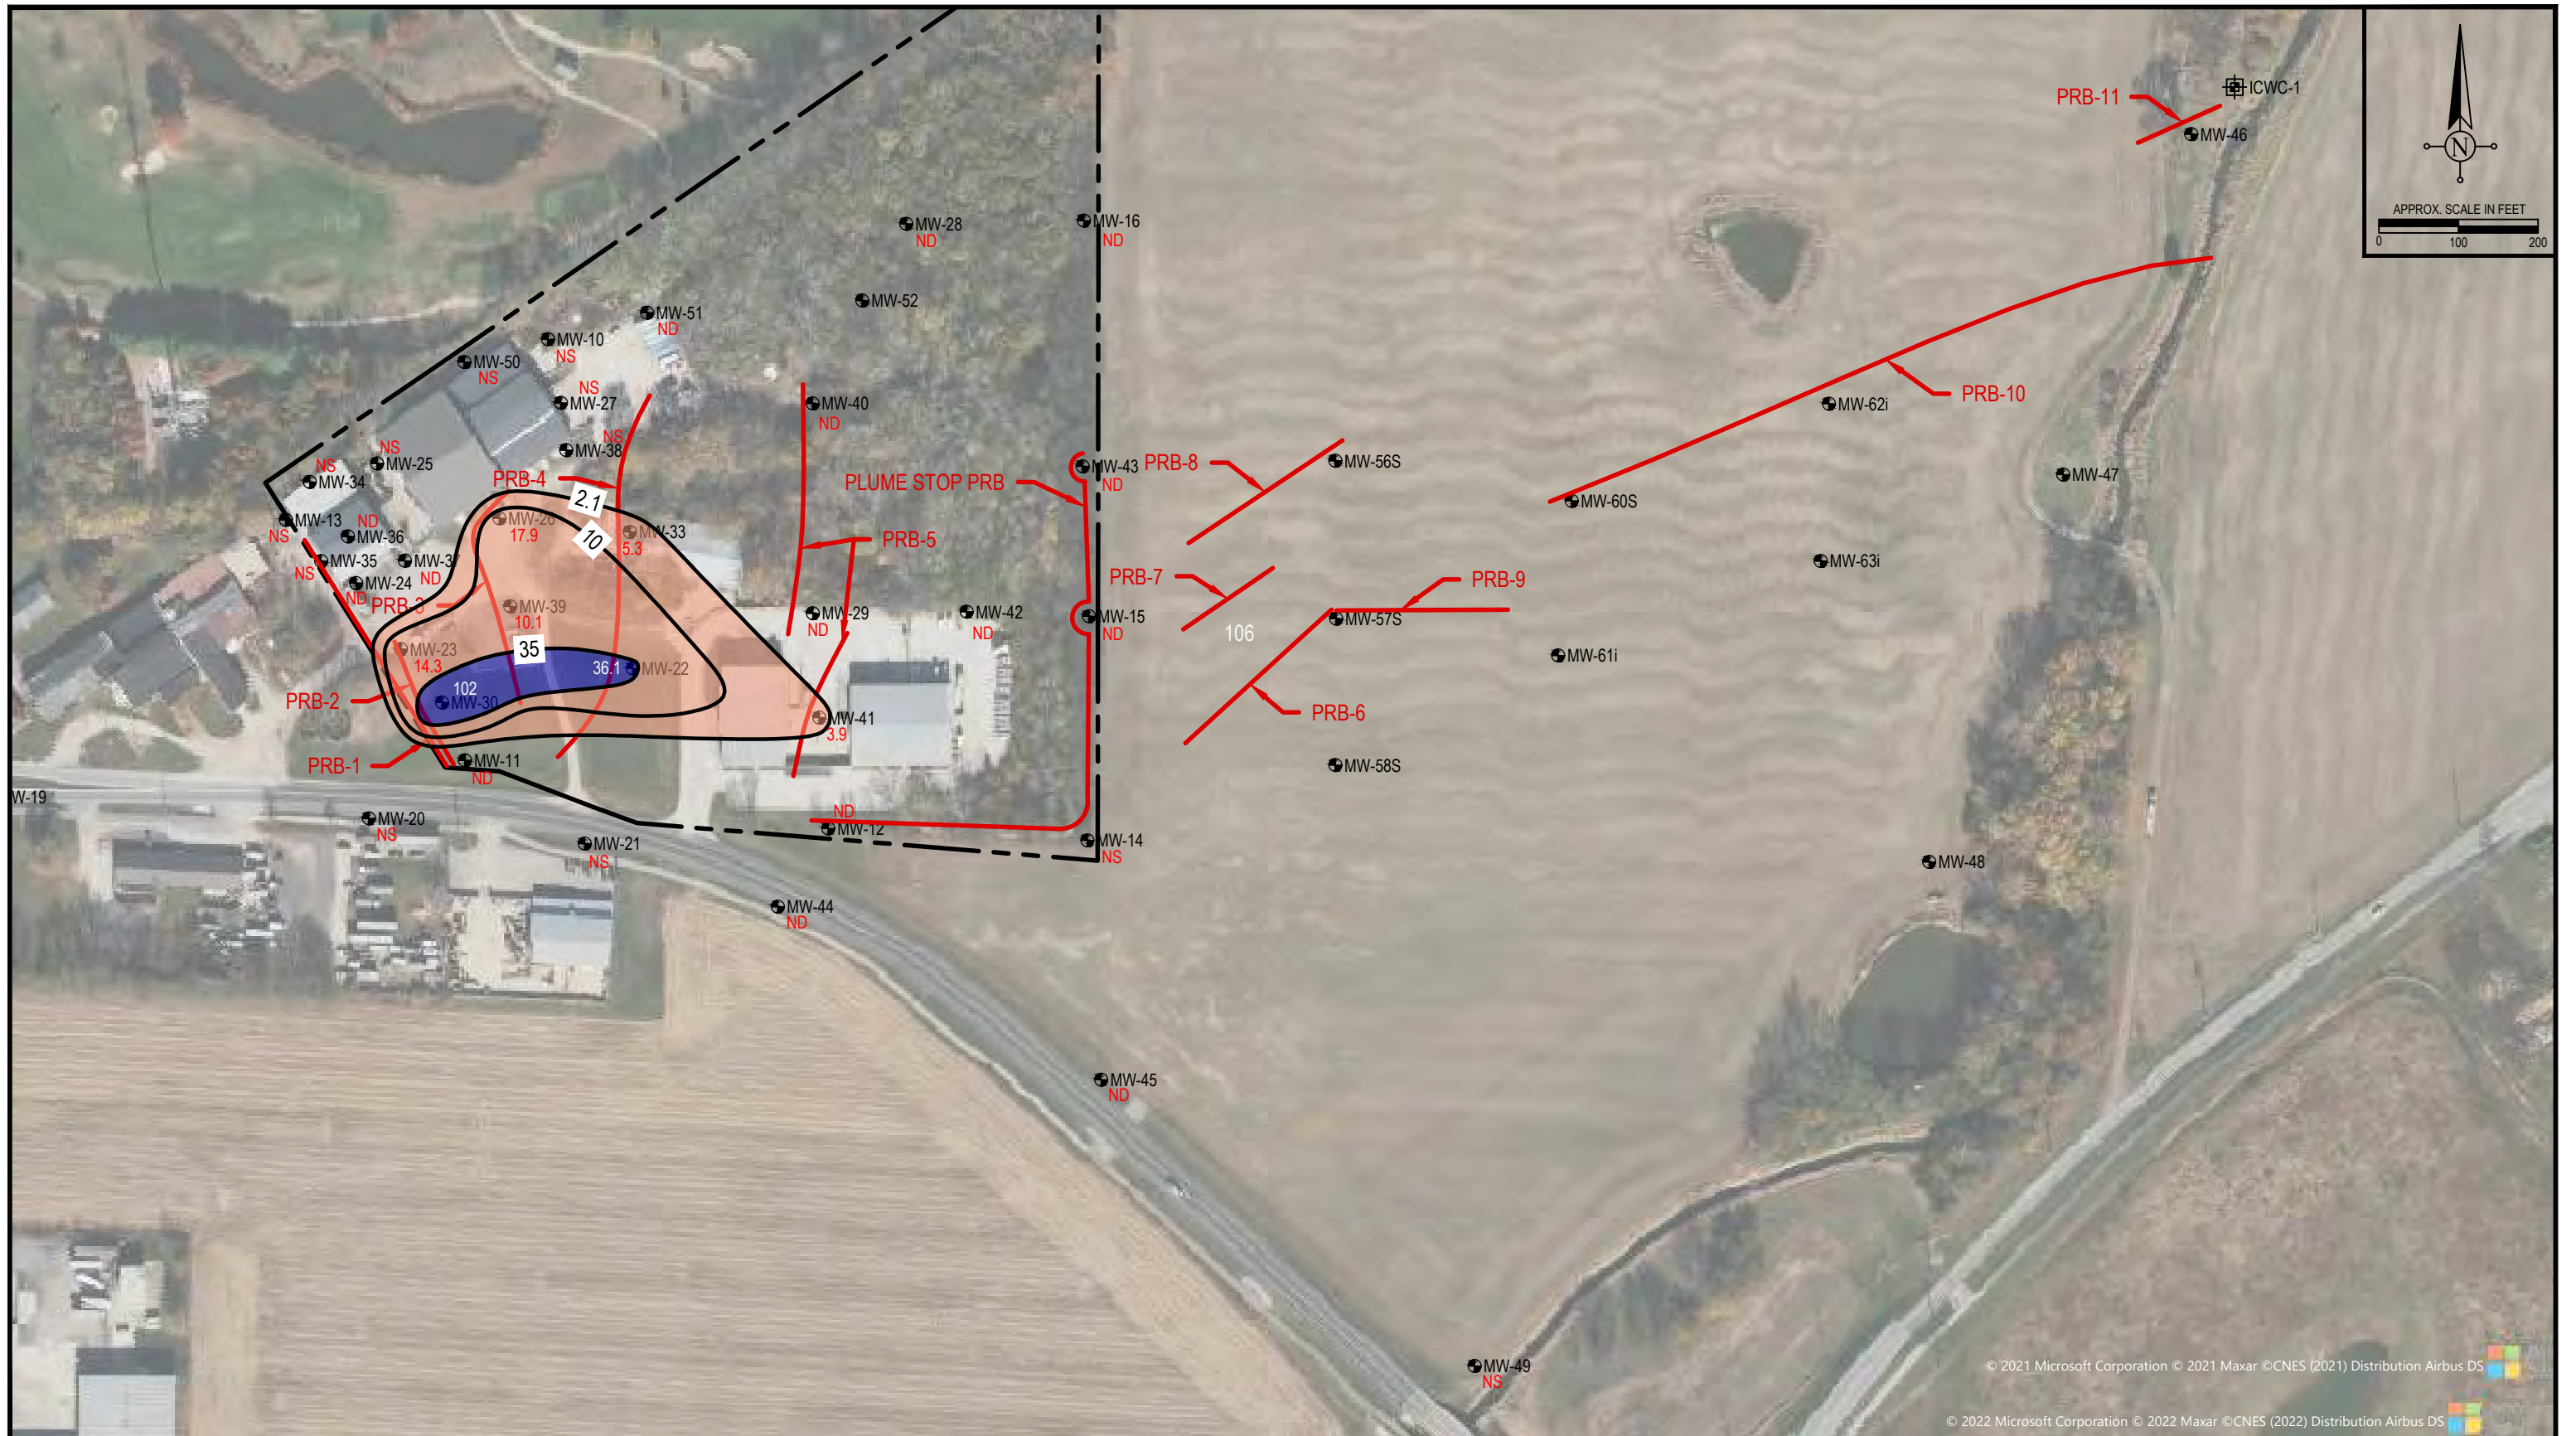 PRB-11
ICWC-1
MW-46
N
APPROX. SCALE IN FEET
0 100 200
MW-28
ND
MW-16
ND
MW-52
MW-51
ND
MW-10
NS
MW-50
NS
NS
MW-27
MW-40
ND
PRB-10
MW-62i
NS
MW-38
NS
MW-25
NS
MW-34
PRB-4
PLUME STOP PRB
MW-43
ND
PRB-8
MW-56S
MW-60S
MW-47
2.1
MW-13
NS
ND
MW-36
MW-26
17.9
10
MW-33
5.3
PRB-5
MW-35
NS
MW-37
ND
MW-24
ND
PRB-3
MW-39
10.1
MW-29
ND
MW-42
ND
MW-15
ND
PRB-7
PRB-9
MW-57S
106
MW-63i
MW-61i
35
MW-23
14.3
36.1
MW-22
102
MW-30
PRB-2
MW-41
3.9
PRB-6
PRB-1
MW-11
ND
MW-58S
W-19
MW-20
NS
MW-21
NS
ND
MW-12
MW-14
NS
MW-48
MW-44
ND
MW-45
ND
MW-49
NS
© 2021 Microsoft Corporation © 2021 Maxar ©CNES (2021) Distribution Airbus DS
© 2022 Microsoft Corporation © 2022 Maxar ©CNES (2022) Distribution Airbus DS